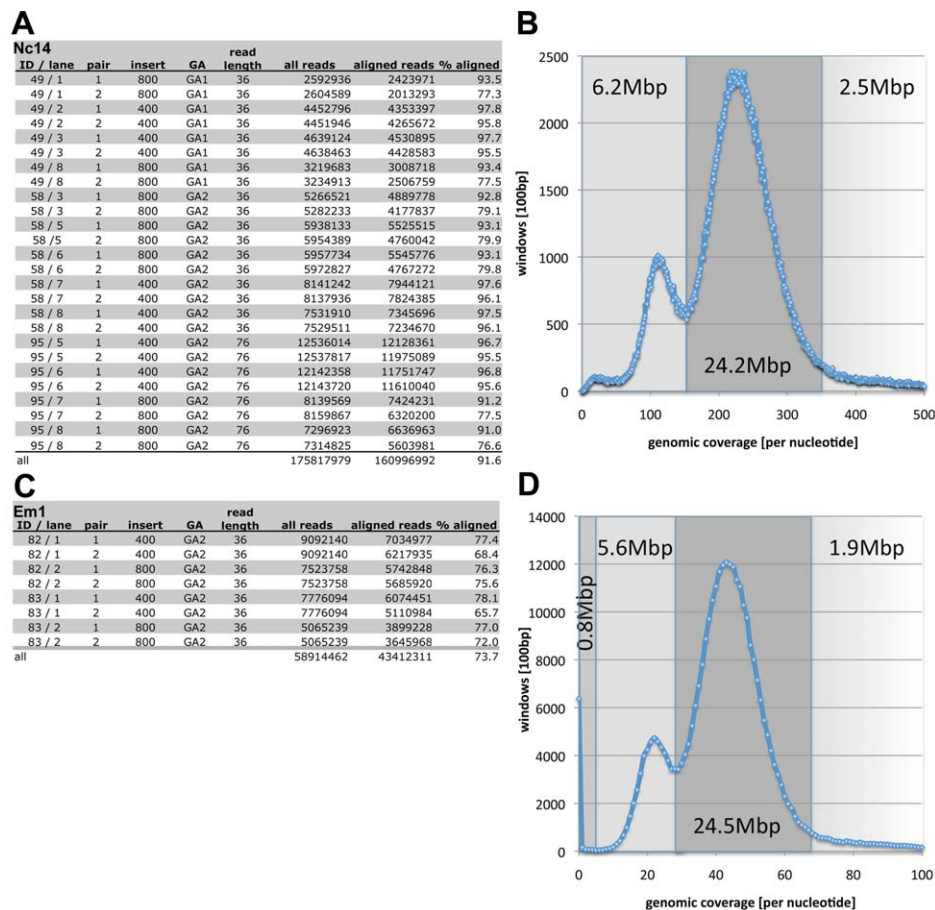 A
Nc14
read
ID / lane pair insert GA length all reads aligned reads % aligned
49 / 1 1 800 GA1 36 2592936 2423971 93.5
49 / 1 2 800 GA1 36 2604589 2013293 77.3
49 / 2 1 400 GA1 36 4452796 4353397 97.8
49 / 2 2 400 GA1 36 4451946 4265672 95.8
49 / 3 1 400 GA1 36 4639124 4530895 97.7
49 / 3 2 400 GA1 36 4638463 4428583 95.5
49 / 8 1 800 GA1 36 3219683 3008718 93.4
49 / 8 2 800 GA1 36 3234913 2506759 77.5
58 / 3 1 800 GA2 36 5266521 4889778 92.8
58 / 3 2 800 GA2 36 5282233 4177837 79.1
58 / 5 1 800 GA2 36 5938133 5525515 93.1
58 /5 2 800 GA2 36 5954389 4760042 79.9
58 / 6 1 800 GA2 36 5957734 5545776 93.1
58 / 6 2 800 GA2 36 5972827 4767272 79.8
58 / 7 1 400 GA2 36 8141242 7944121 97.6
58 / 7 2 400 GA2 36 8137936 7824385 96.1
58 / 8 1 400 GA2 36 7531910 7345696 97.5
58 / 8 2 400 GA2 36 7529511 7234670 96.1
95 / 5 1 400 GA2 76 12536014 12128361 96.7
95 / 5 2 400 GA2 76 12537817 11975089 95.5
95 / 6 1 400 GA2 76 12142358 11751747 96.8
95 / 6 2 400 GA2 76 12143720 11610040 95.6
95 / 7 1 800 GA2 76 8139569 7424231 91.2
95 / 7 2 800 GA2 76 8159867 6320200 77.5
95 / 8 1 800 GA2 76 7296923 6636963 91.0
95 / 8 2 800 GA2 76 7314825 5603981 76.6
all 175817979 160996992 91.6
B
2500
2000
1500
1000
500
0
windows [100bp]
6.2Mbp
2.5Mbp
24.2Mbp
0 100 200 300 400 500
genomic coverage [per nucleotide]
C
Em1
read
ID / lane pair insert GA length all reads aligned reads % aligned
82 / 1 1 400 GA2 36 9092140 7034977 77.4
82 / 1 2 400 GA2 36 9092140 6217935 68.4
82 / 2 1 800 GA2 36 7523758 5742848 76.3
82 / 2 2 800 GA2 36 7523758 5685920 75.6
83 / 1 1 400 GA2 36 7776094 6074451 78.1
83 / 1 2 400 GA2 36 7776094 5110984 65.7
83 / 2 1 800 GA2 36 5065239 3899228 77.0
83 / 2 2 800 GA2 36 5065239 3645968 72.0
all 58914462 43412311 73.7
D
14000
12000
10000
8000
6000
4000
2000
0
windows [100bp]
0.8Mbp
5.6Mbp
1.9Mbp
24.5Mbp
0 20 40 60 80 100
genomic coverage [per nucleotide]